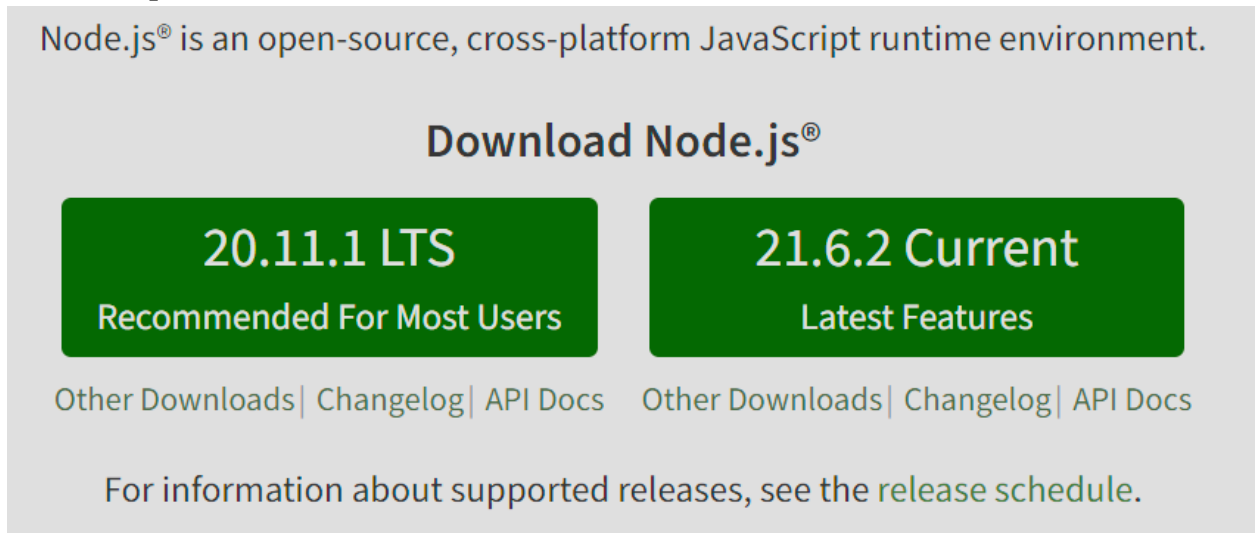 Node.js® is an open-source, cross-platform JavaScript runtime environment.
Download Node.js®
20.11.1 LTS
Recommended For Most Users
21.6.2 Current
Latest Features
Other Downloads| Changelog| API Docs
Other Downloads| Changelog| API Docs
For information about supported releases, see the release schedule.